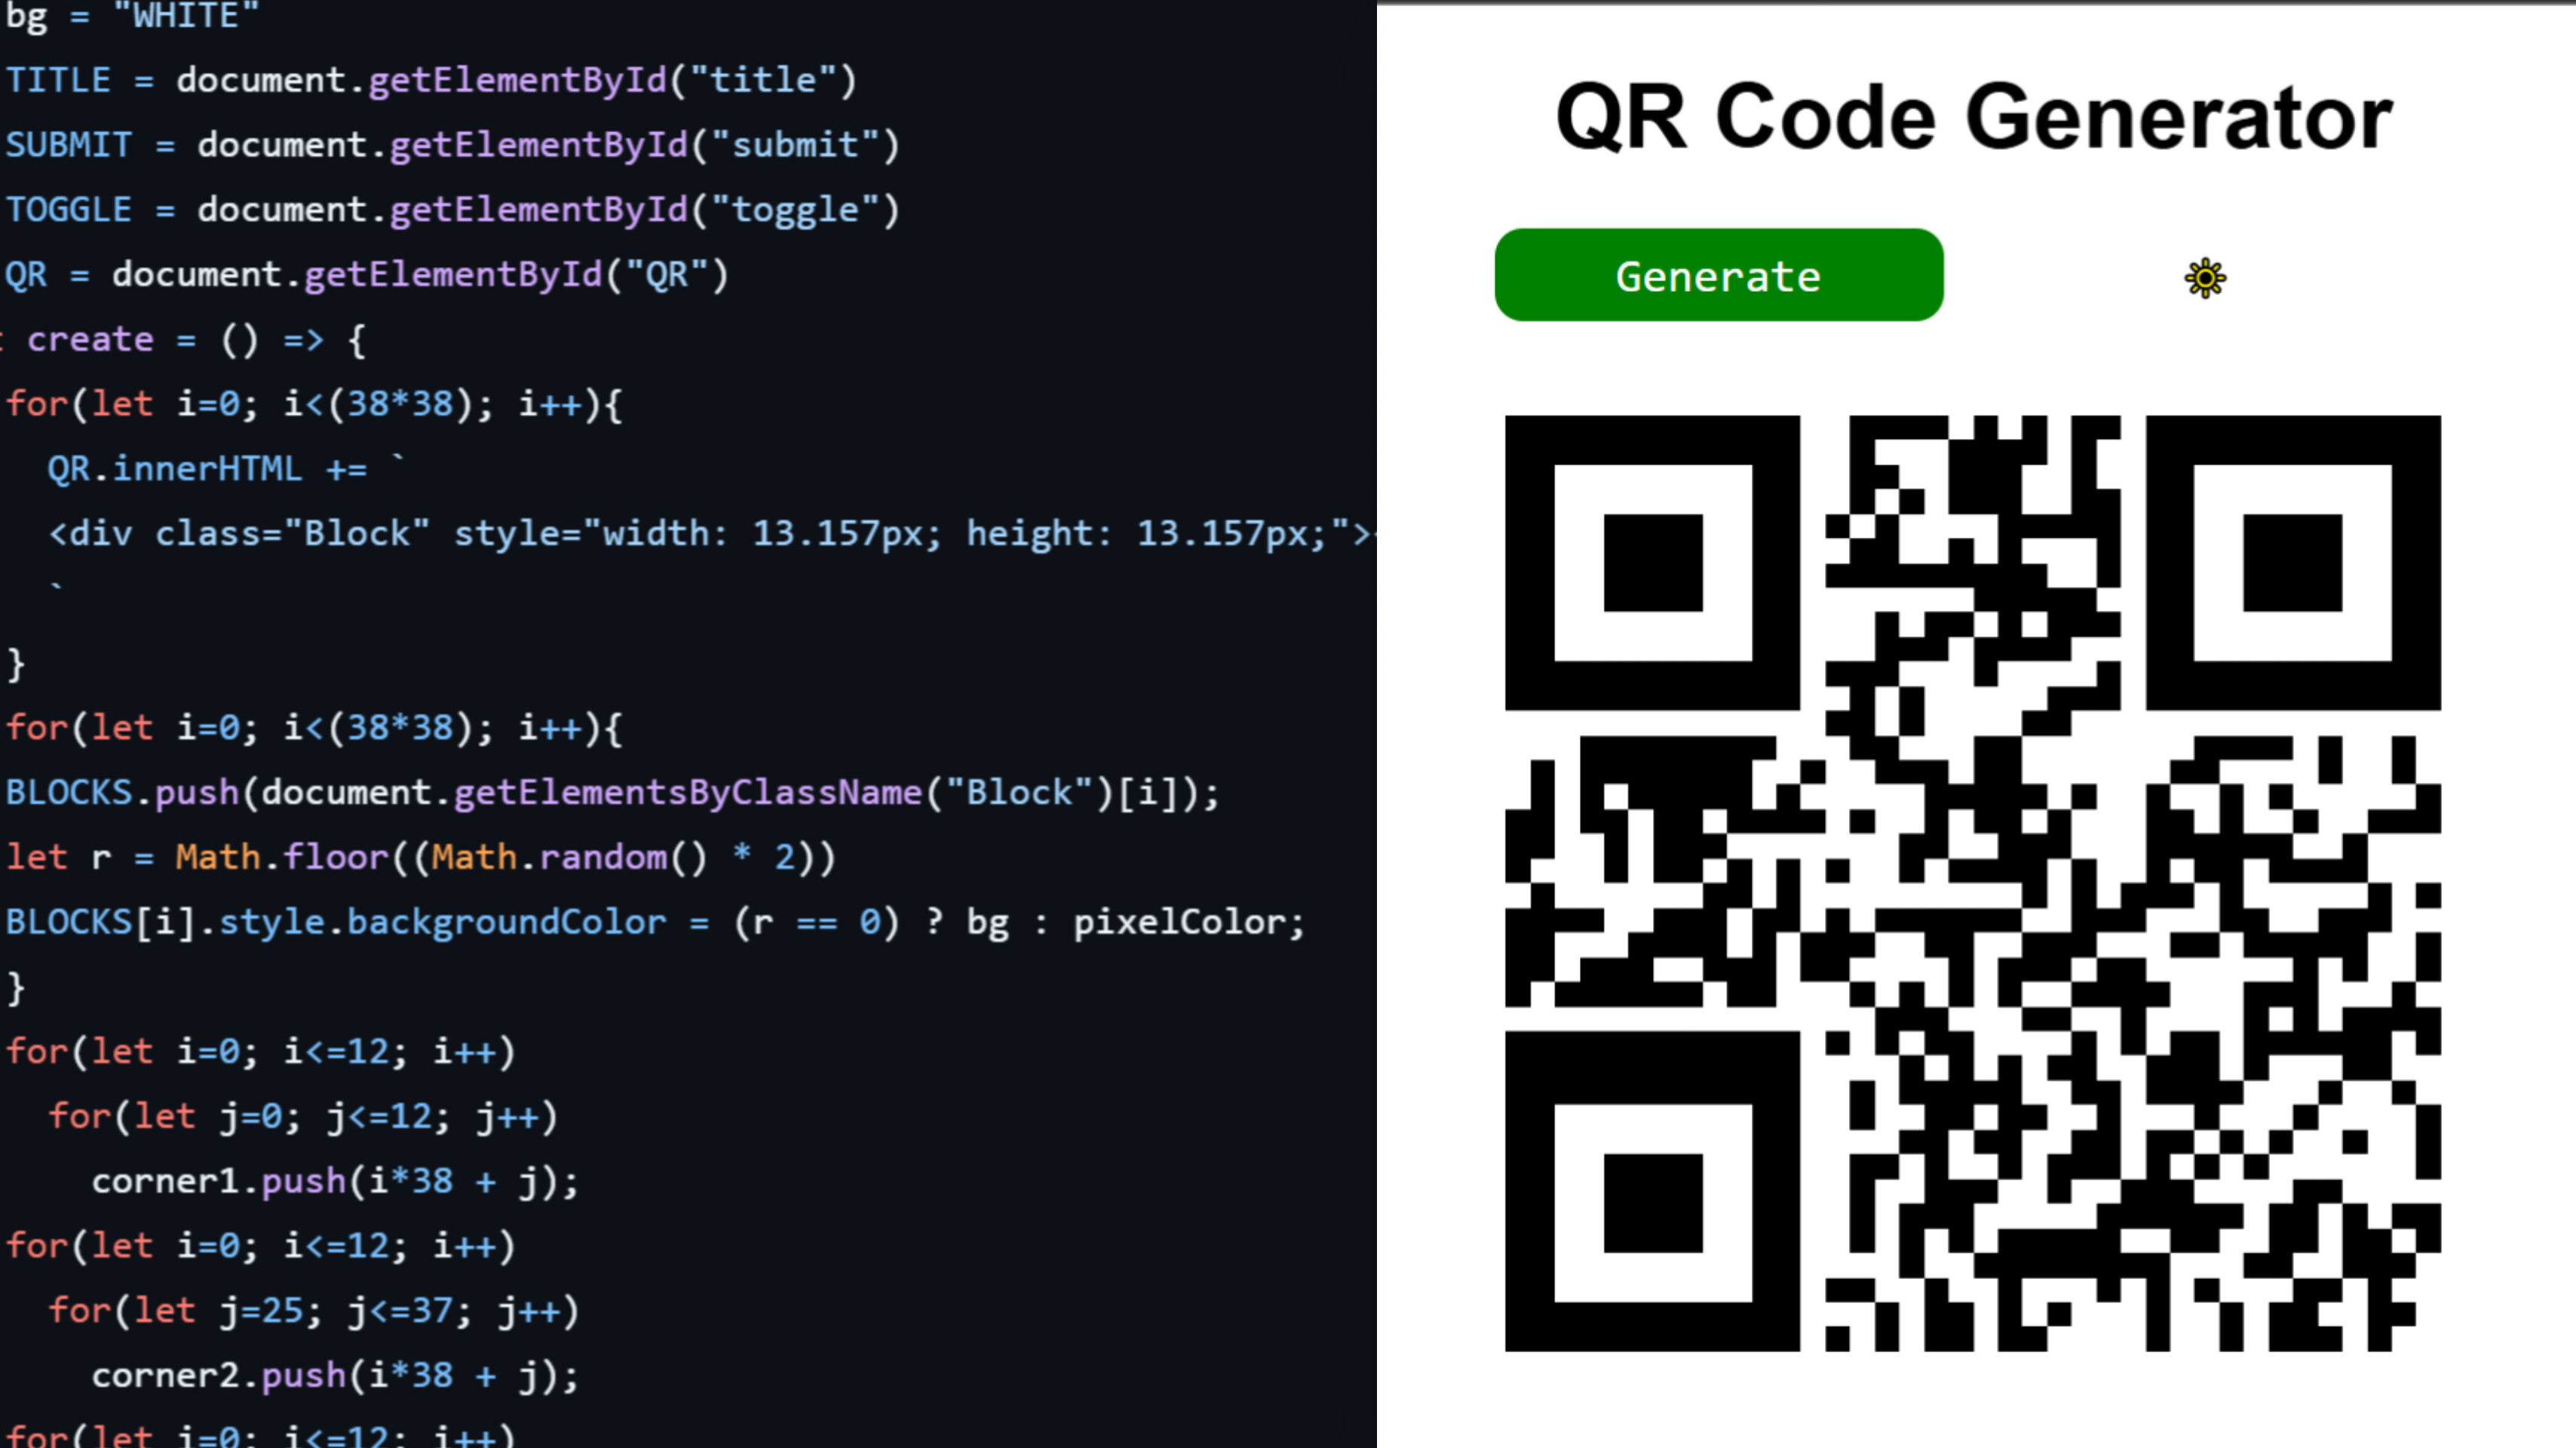 bg = "WHITE"
TITLE = document.getElementById("title")
SUBMIT = document.getElementById("submit")
TOGGLE = document.getElementById("toggle")
QR = document.getElementById("QR")
create = () => {
for(let i=0; i<(38*38); i++){
QR.innerHTML += `
<div class="Block" style="width: 13.157px; height: 13.157px;">
`
}
for(let i=0; i<(38*38); i++){
BLOCKS.push(document.getElementsByClassName("Block")[i]);
let r = Math.floor((Math.random() * 2))
BLOCKS[i].style.backgroundColor = (r == 0) ? bg : pixelColor;
}
for(let i=0; i<=12; i++)
for(let j=0; j<=12; j++)
corner1.push(i*38 + j);
for(let i=0; i<=12; i++)
for(let j=25; j<=37; j++)
corner2.push(i*38 + j);
for(let i=0; i<=12; i++)
QR Code Generator
Generate